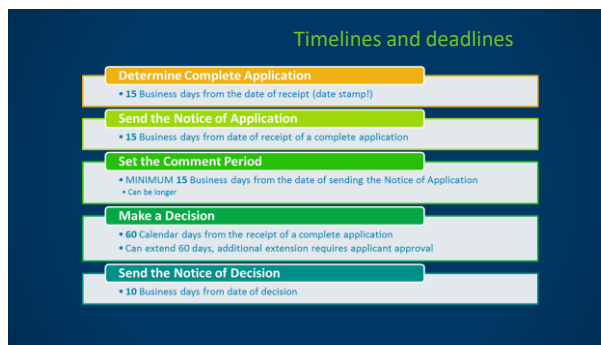 Timelines and deadlines
Determine Complete Application
• 15 Business days from the date of receipt (date stamp!)
Send the Notice of Application
• 15 Business days from date of receipt of a complete application
Set the Comment Period
• MINIMUM 15 Business days from the date of sending the Notice of Application
• Can be longer
Make a Decision
• 60 Calendar days from the receipt of a complete application
• Can extend 60 days, additional extension requires applicant approval
Send the Notice of Decision
• 10 Business days from date of decision